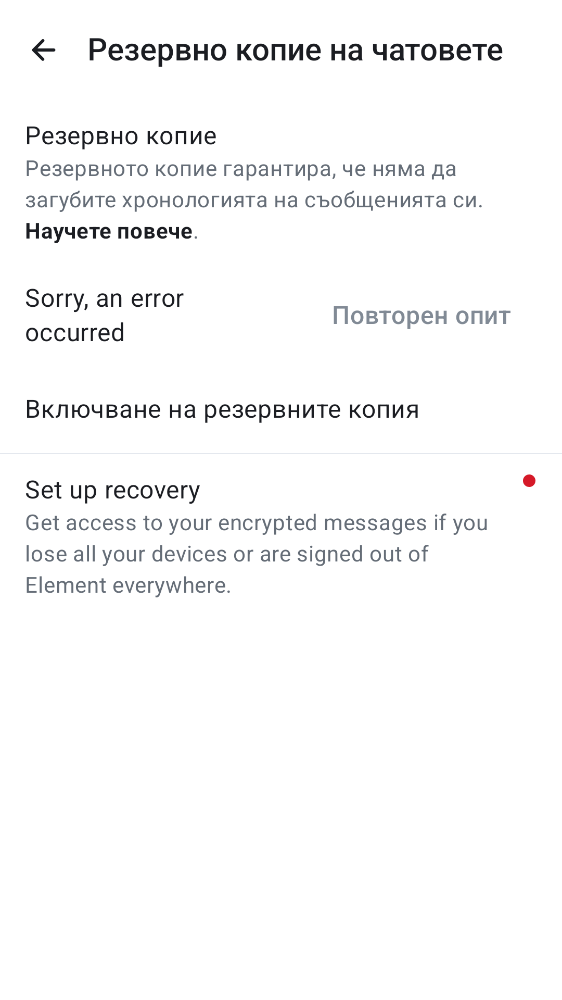 Резервно копие на чатовете
Резервно копие
Резервното копие гарантира, че няма да
загубите хронологията на съобщенията си.
Научете повече.
Sorry, an error
occurred
Повторен опит
Включване на резервните копия
Set up recovery
Get access to your encrypted messages if you
lose all your devices or are signed out of
Element everywhere.